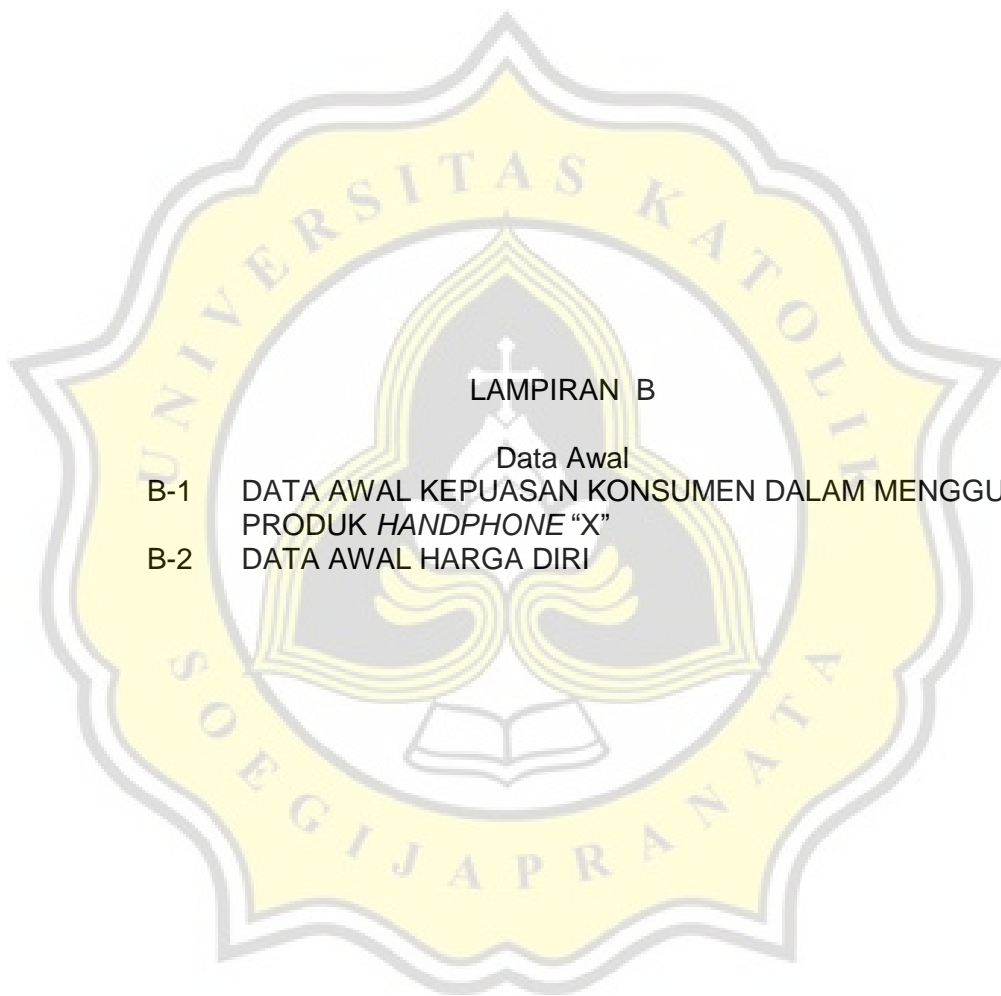 UNIVERSITAS KATOLIK
LAMPIRAN B
Data Awal
B-1 DATA AWAL KEPUASAN KONSUMEN DALAM MENGGU
PRODUK HANDPHONE “X”
B-2 DATA AWAL HARGA DIRI
SOEGIJAPRANATA